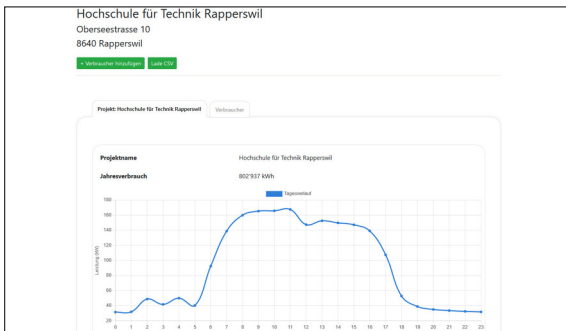 Hochschule für Technik Rapperswil
Oberseestrasse 10
8640 Rapperswil
+ Verbraucher hinzufügen Lade CSV
Projekt: Hochschule für Technik Rapperswil Verbraucher
Projektname Hochschule für Technik Rapperswil
Jahresverbrauch 802'937 kWh
Tagesverlauf
Leistung (kW)
180
160
140
120
100
80
60
40
20
0 1 2 3 4 5 6 7 8 9 10 11 12 13 14 15 16 17 18 19 20 21 22 23